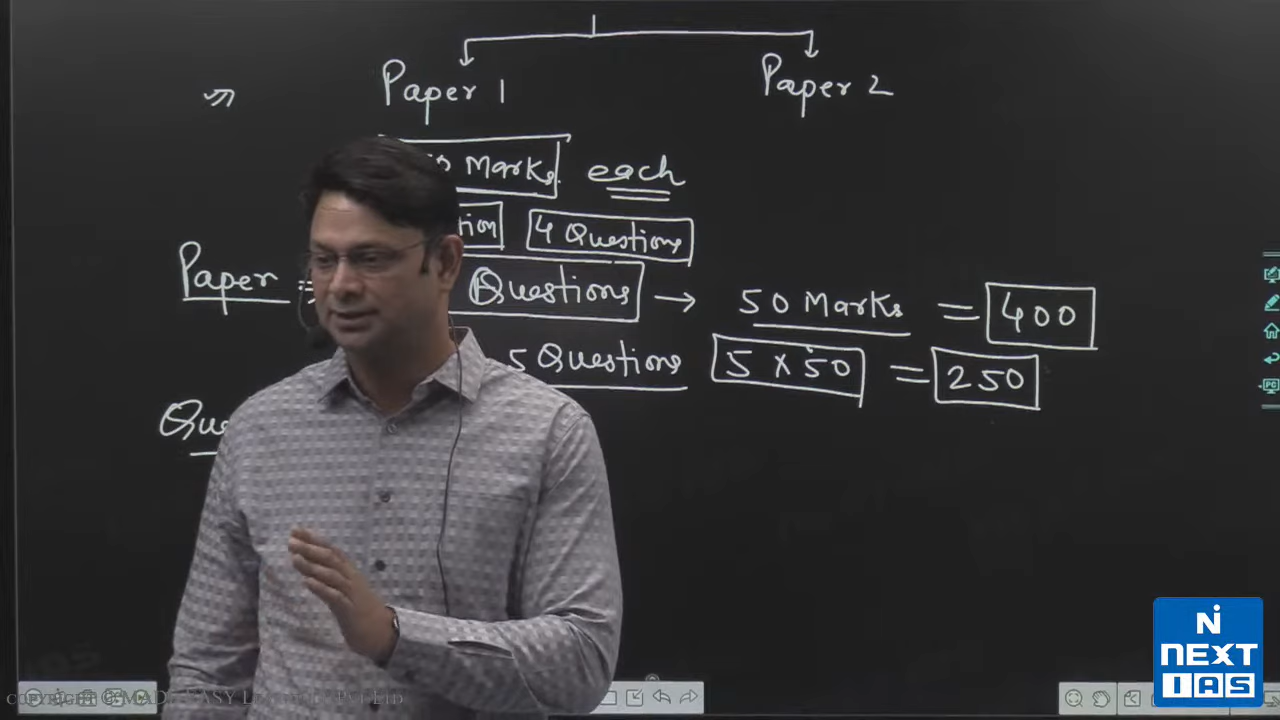 Paper 1 Paper 2
Marks. each
4 Questions
Paper = Questions → 50 Marks = 400
5 Questions 5 x 50 = 250
NEXT
IAS